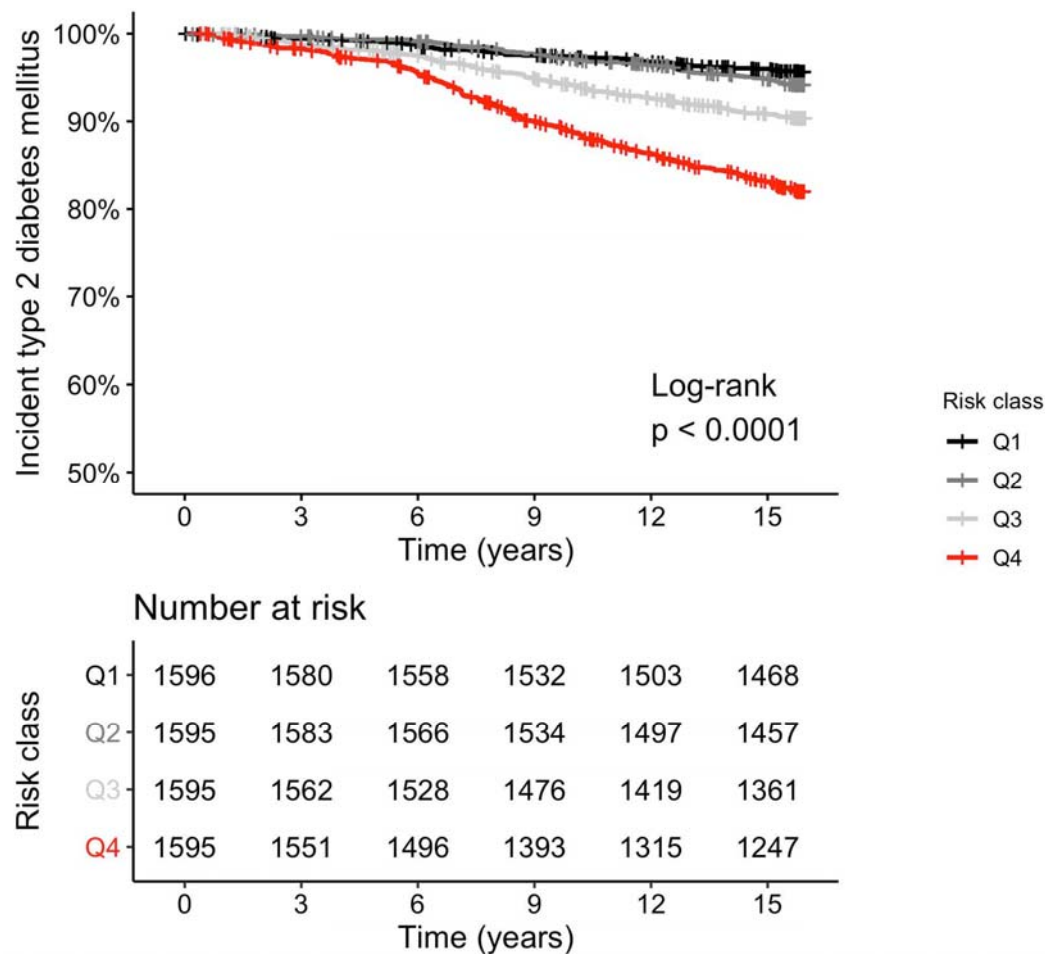 Incident type 2 diabetes mellitus
100%
90%
80%
70%
60%
50%
Log-rank
p < 0.0001
0 3 6 9 12 15
Time (years)
Risk class
Q1
Q2
Q3
Q4
Number at risk
Risk class
Q1 1596 1580 1558 1532 1503 1468
Q2 1595 1583 1566 1534 1497 1457
Q3 1595 1562 1528 1476 1419 1361
Q4 1595 1551 1496 1393 1315 1247
0 3 6 9 12 15
Time (years)